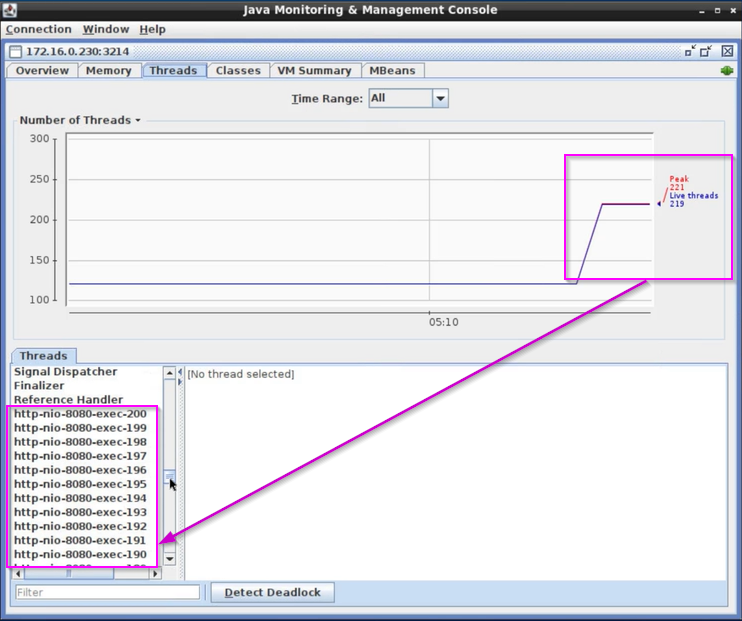 Java Monitoring & Management Console
Connection Window Help
172.16.0.230:3214
Overview Memory Threads Classes VM Summary MBeans
Time Range: All
Number of Threads
300
250
200
150
100
Peak
221
Live threads
219
05:10
Threads
Signal Dispatcher
Finalizer
Reference Handler
http-nio-8080-exec-200
http-nio-8080-exec-199
http-nio-8080-exec-198
http-nio-8080-exec-197
http-nio-8080-exec-196
http-nio-8080-exec-195
http-nio-8080-exec-194
http-nio-8080-exec-193
http-nio-8080-exec-192
http-nio-8080-exec-191
http-nio-8080-exec-190
[No thread selected]
Filter
Detect Deadlock